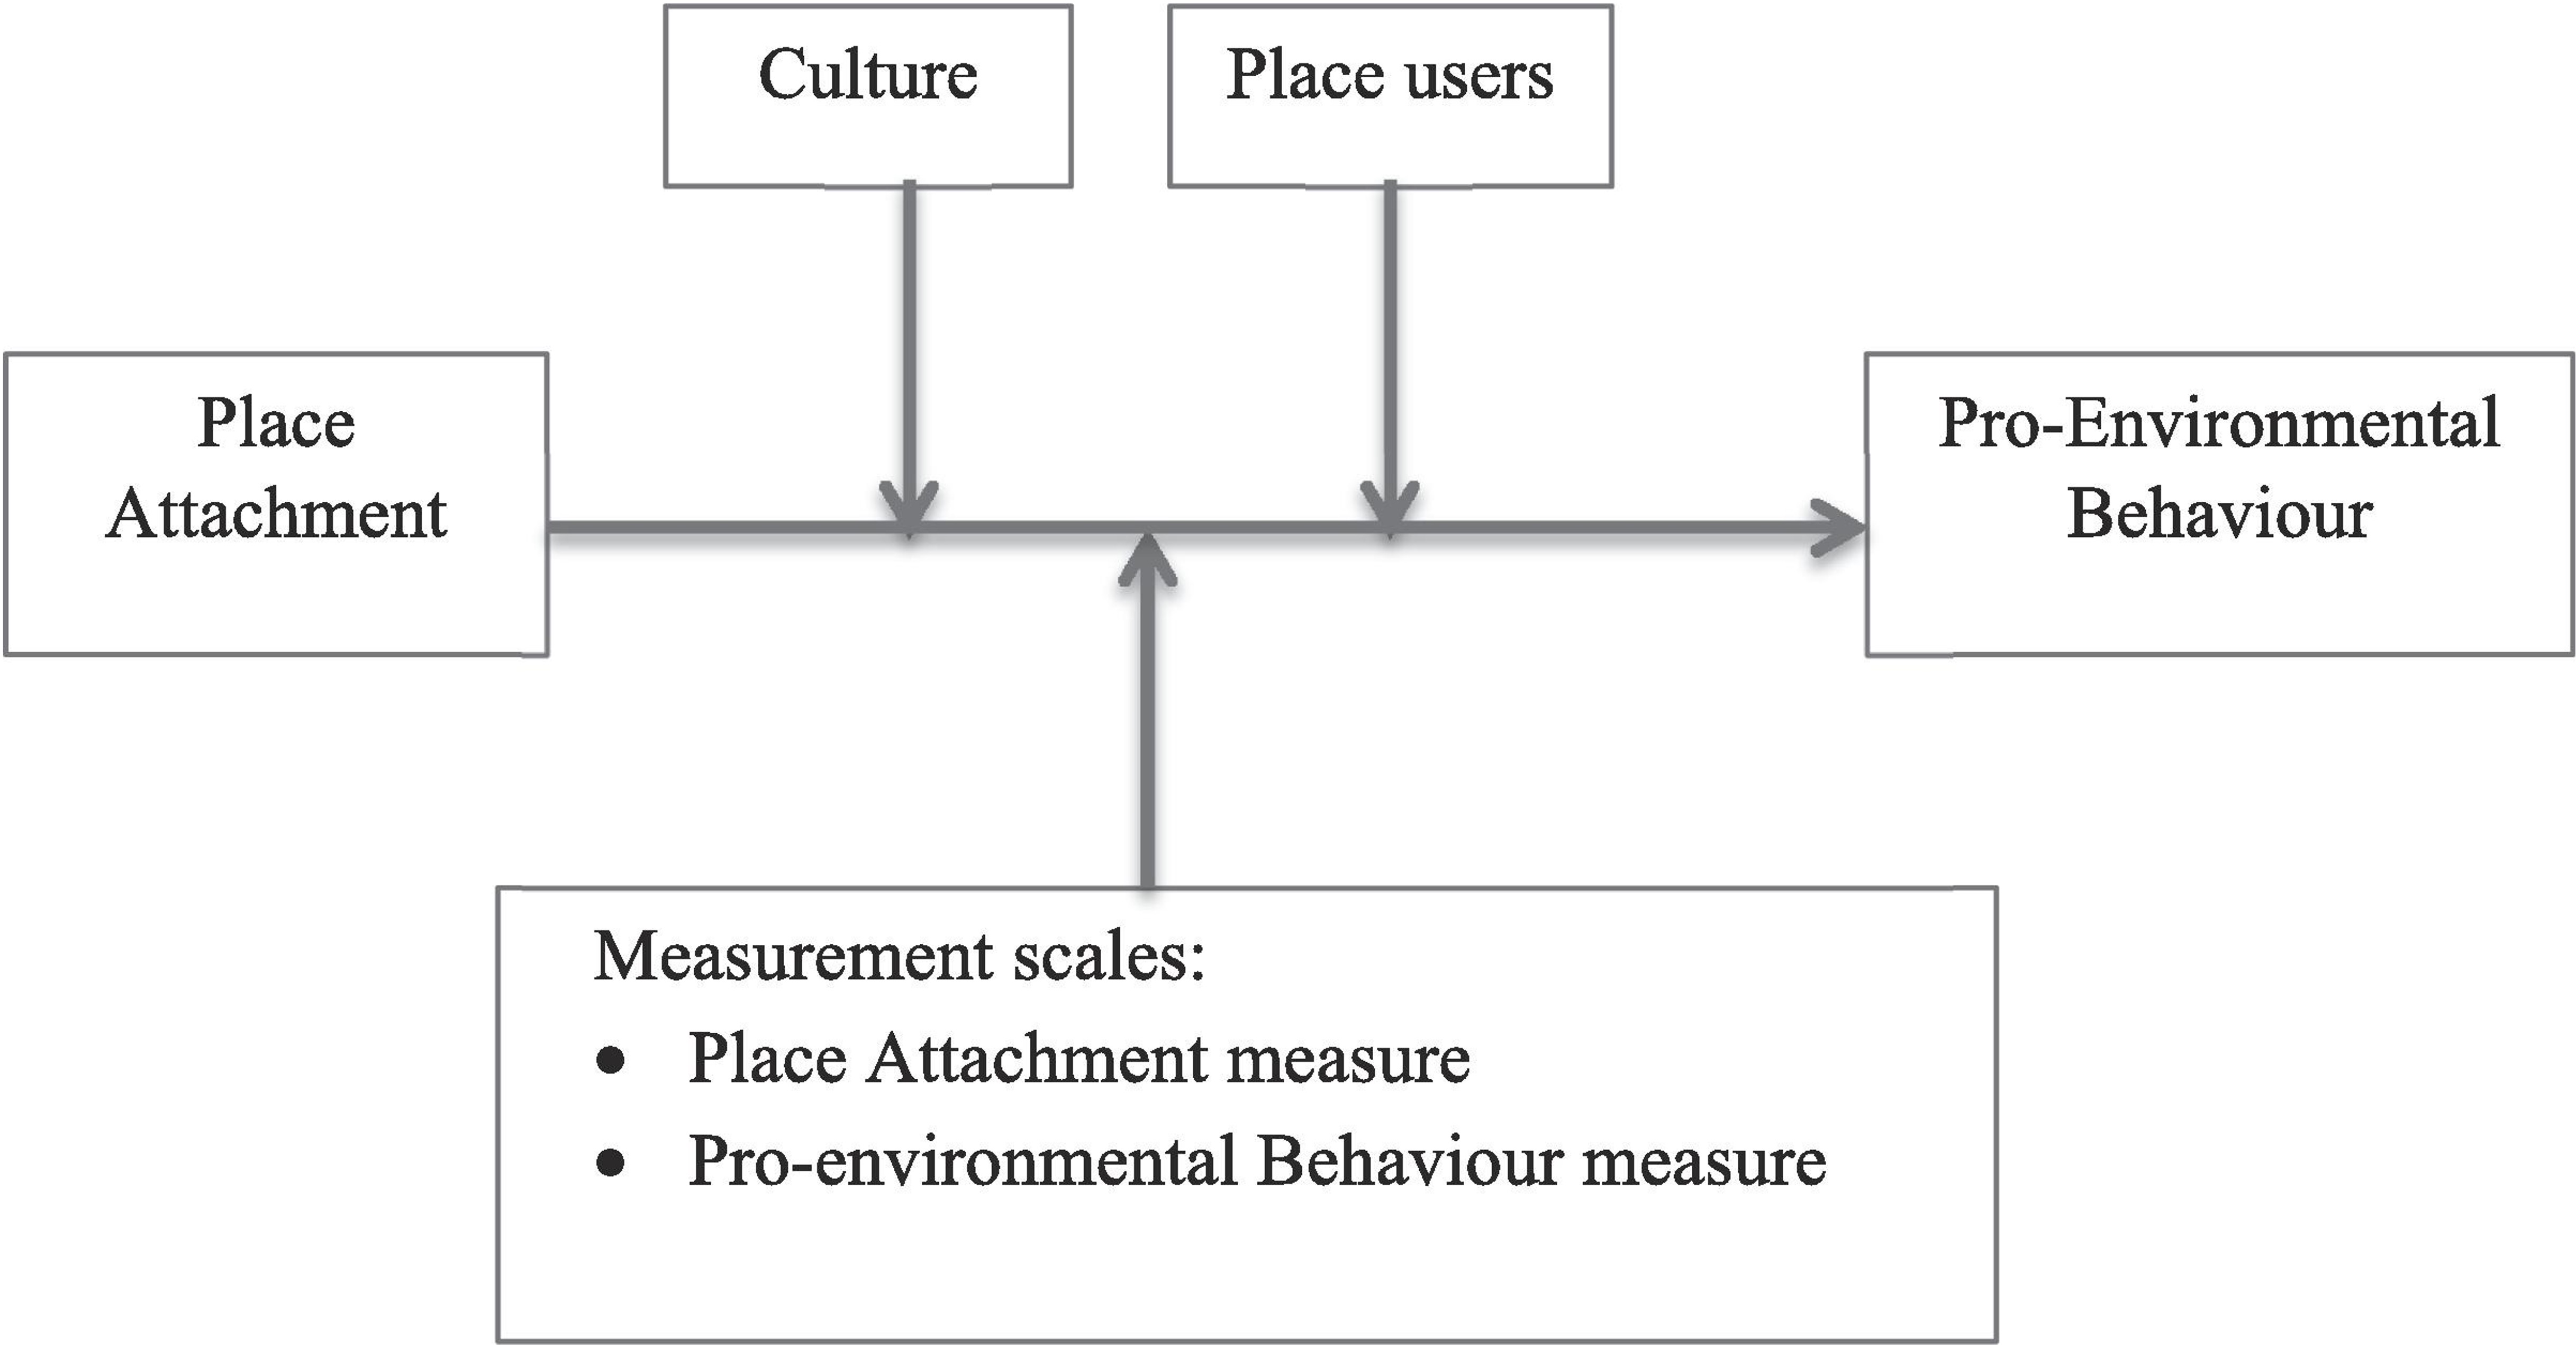 Culture
Place users
Place
Attachment
Pro-Environmental
Behaviour
Measurement scales:
• Place Attachment measure
• Pro-environmental Behaviour measure